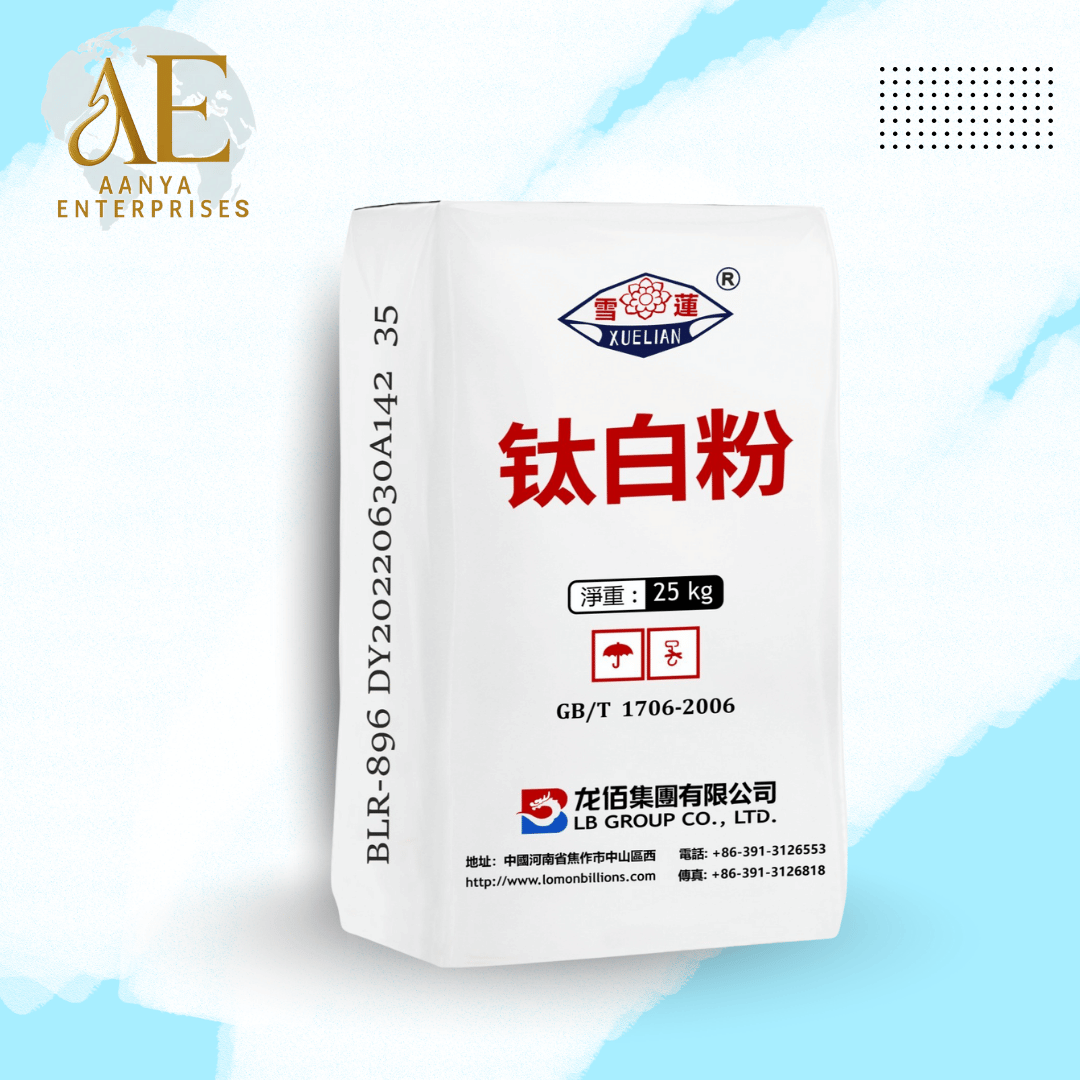 AE
AANYA
ENTERPRISES
雪蓮
®
XUELIAN
钛白粉
淨重：25 kg
GB/T 1706-2006
龙佰集團有限公司
LB GROUP CO., LTD.
地址：中國河南省焦作市中山區西 電話: +86-391-3126553
http://www.lomonbillions.com 傳真: +86-391-3126818
BLR-896 DY20220630A142 35